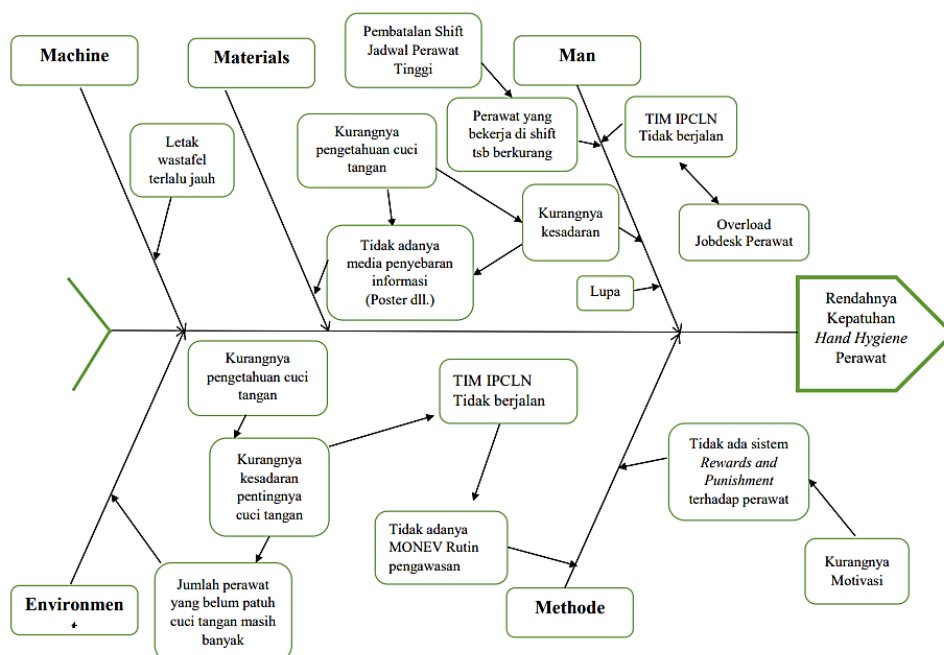 Machine
Materials
Pembatalan Shift
Jadwal Perawat
Tinggi
Man
Letak
wastafel
terlalu jauh
Kurangnya
pengetahuan cuci
tangan
Perawat yang
bekerja di shift
tsb berkurang
TIM IPCLN
Tidak berjalan
Kurangnya
kesadaran
Overload
Jobdesk Perawat
Tidak adanya
media penyebaran
informasi
(Poster dll.)
Lupa
Rendahnya
Kepatuhan
Hand Hygiene
Perawat
Kurangnya
pengetahuan cuci
tangan
TIM IPCLN
Tidak berjalan
Kurangnya
kesadaran
pentingnya
cuci tangan
Tidak ada sistem
Rewards and
Punishment
terhadap perawat
Tidak adanya
MONEV Rutin
pengawasan
Kurangnya
Motivasi
Jumlah perawat
yang belum patuh
cuci tangan masih
banyak
Environmen
t
Methode